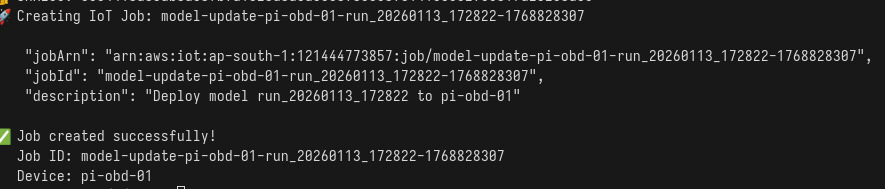 🚀 Creating IoT Job: model-update-pi-obd-01-run_20260113_172822-1768828307
"jobArn": "arn:aws:iot:ap-south-1:121444773857:job/model-update-pi-obd-01-run_20260113_172822-1768828307",
"jobId": "model-update-pi-obd-01-run_20260113_172822-1768828307",
"description": "Deploy model run_20260113_172822 to pi-obd-01"
✅ Job created successfully!
Job ID: model-update-pi-obd-01-run_20260113_172822-1768828307
Device: pi-obd-01